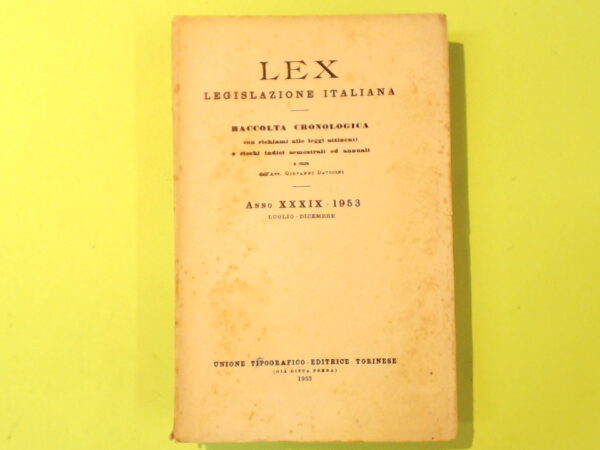 LEX
LEGISLAZIONE ITALIANA
RACCOLTA CRONOLOGICA
con richiami alle leggi attinenti
e ricchi indici semestrali ed annuali
a cura
dell'Avv. GIOVANNI
ANNO XXXIX - 1953
LUGLIO - DICEMBRE
UNIONE TIPOGRAFICO - EDITRICE TORINESE
(GIÀ DITTA POMBA)
1953